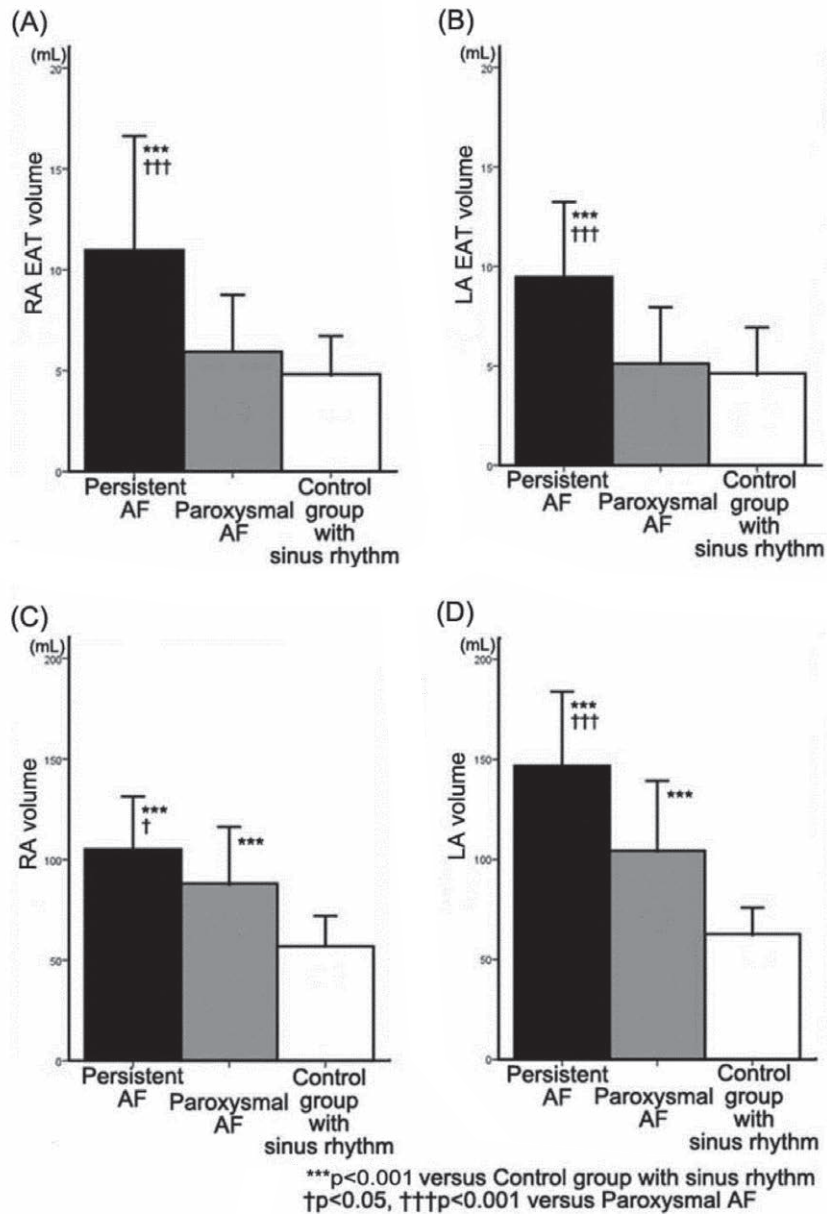 (A)
(mL)
20
15
10
5
0
RA EAT volume
***
†††
Persistent AF
Paroxysmal AF
Control group with sinus rhythm
(B)
(mL)
20
15
10
5
0
LA EAT volume
***
†††
Persistent AF
Paroxysmal AF
Control group with sinus rhythm
(C)
(mL)
200
150
100
50
0
RA volume
***
†
***
Persistent AF
Paroxysmal AF
Control group with sinus rhythm
(D)
(mL)
200
150
100
50
0
LA volume
***
†††
***
Persistent AF
Paroxysmal AF
Control group with sinus rhythm
***p<0.001 versus Control group with sinus rhythm
†p<0.05, †††p<0.001 versus Paroxysmal AF